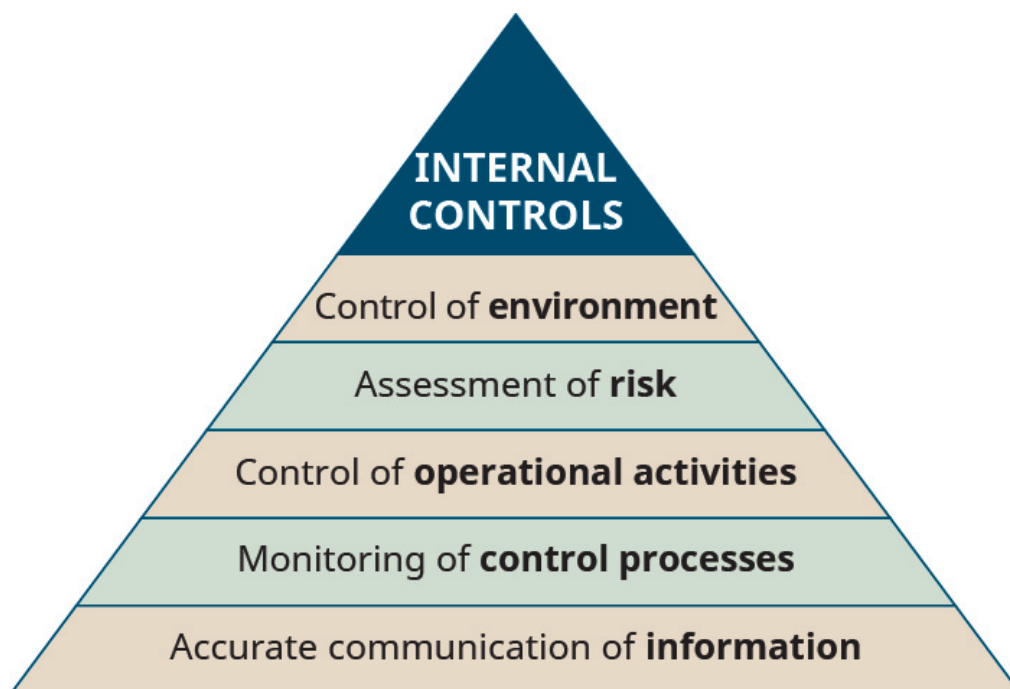 INTERNAL
CONTROLS
Control of environment
Assessment of risk
Control of operational activities
Monitoring of control processes
Accurate communication of information